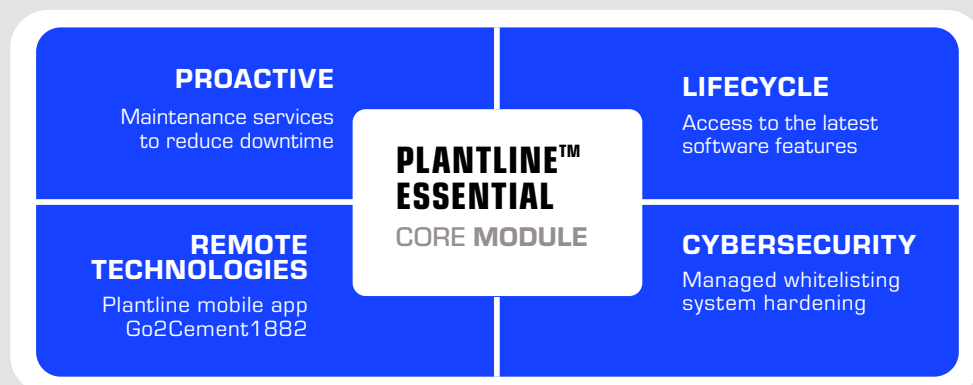 PROACTIVE
Maintenance services
to reduce downtime
LIFECYCLE
Access to the latest
software features
PLANTLINE™
ESSENTIAL
CORE MODULE
REMOTE
TECHNOLOGIES
Plantline mobile app
Go2Cement1882
CYBERSECURITY
Managed whitelisting
system hardening